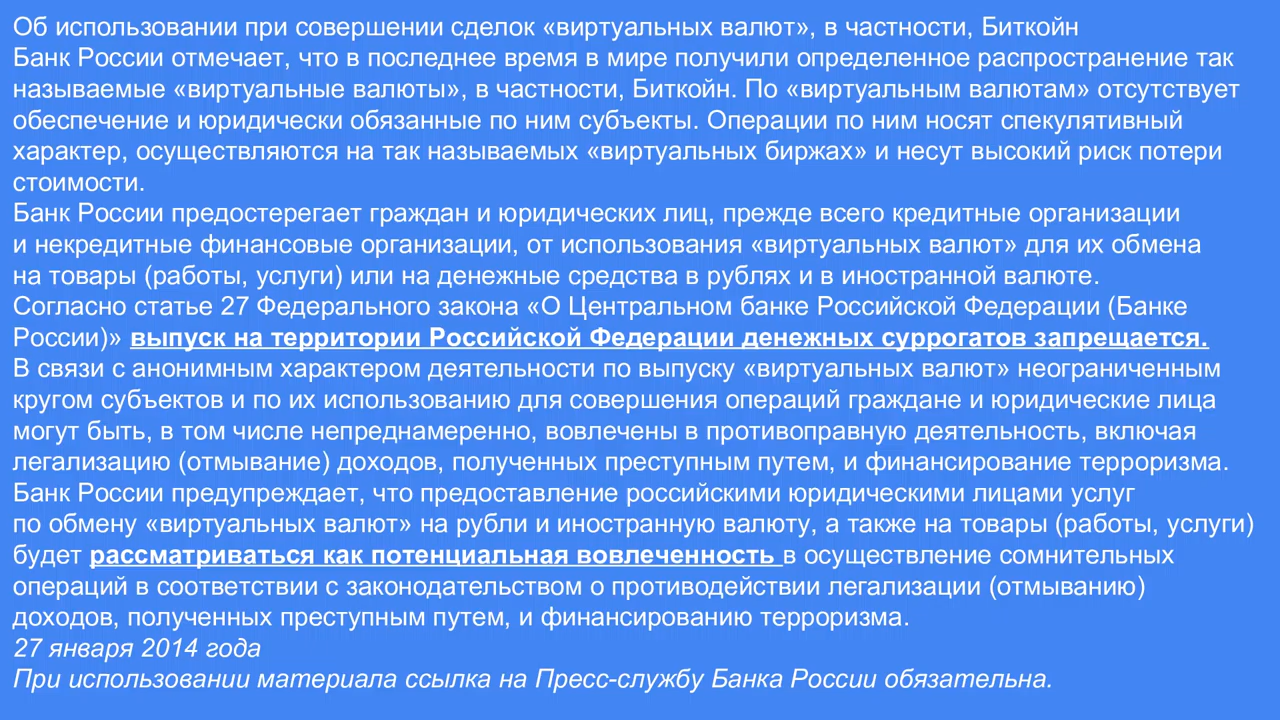 Об использовании при совершении сделок «виртуальных валют», в частности, Биткойн
Банк России отмечает, что в последнее время в мире получили определенное распространение так
называемые «виртуальные валюты», в частности, Биткойн. По «виртуальным валютам» отсутствует
обеспечение и юридически обязанные по ним субъекты. Операции по ним носят спекулятивный
характер, осуществляются на так называемых «виртуальных биржах» и несут высокий риск потери
стоимости.
Банк России предостерегает граждан и юридических лиц, прежде всего кредитные организации
и некредитные финансовые организации, от использования «виртуальных валют» для их обмена
на товары (работы, услуги) или на денежные средства в рублях и в иностранной валюте.
Согласно статье 27 Федерального закона «О Центральном банке Российской Федерации (Банке
России)» выпуск на территории Российской Федерации денежных суррогатов запрещается.
В связи с анонимным характером деятельности по выпуску «виртуальных валют» неограниченным
кругом субъектов и по их использованию для совершения операций граждане и юридические лица
могут быть, в том числе непреднамеренно, вовлечены в противоправную деятельность, включая
легализацию (отмывание) доходов, полученных преступным путем, и финансирование терроризма.
Банк России предупреждает, что предоставление российскими юридическими лицами услуг
по обмену «виртуальных валют» на рубли и иностранную валюту, а также на товары (работы, услуги)
будет рассматриваться как потенциальная вовлеченность в осуществление сомнительных
операций в соответствии с законодательством о противодействии легализации (отмыванию)
доходов, полученных преступным путем, и финансированию терроризма.
27 января 2014 года
При использовании материала ссылка на Пресс-службу Банка России обязательна.